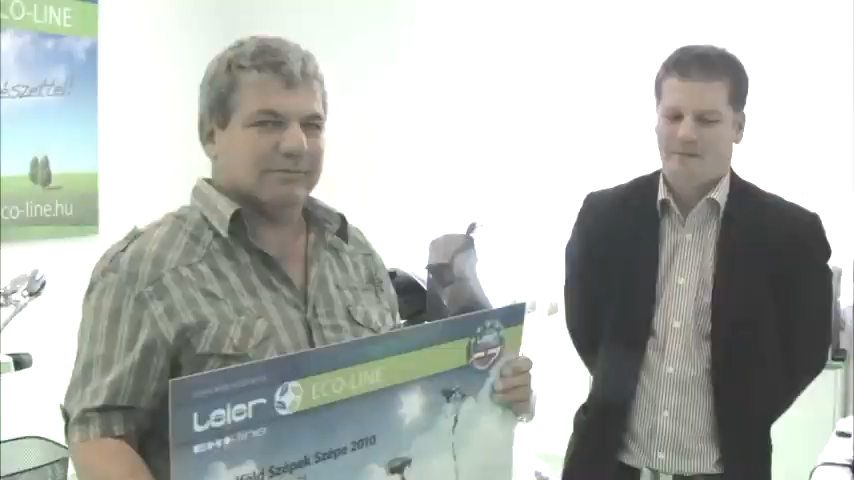 CO-LINE
észettel!
co-line.hu
Leier
ECO-LINE
Szépek Szépe 2010